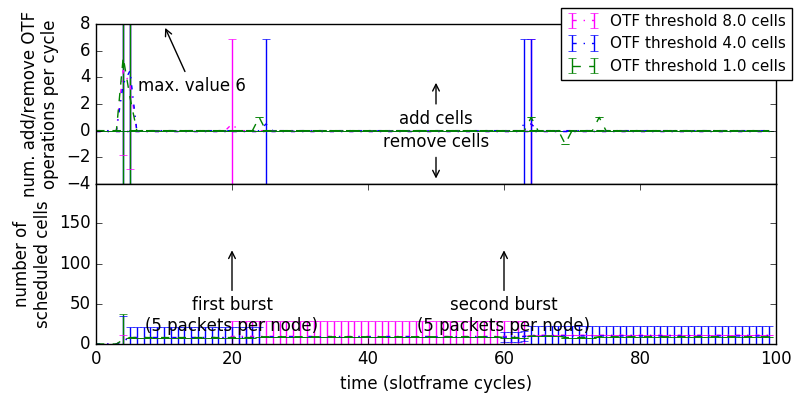 OTF threshold 8.0 cells
OTF threshold 4.0 cells
OTF threshold 1.0 cells
num. add/remove OTF
operations per cycle
8
6
4
2
0
−2
−4
max. value 6
add cells
remove cells
number of
scheduled cells
150
100
50
0
first burst
(5 packets per node)
second burst
(5 packets per node)
0 20 40 60 80 100
time (slotframe cycles)